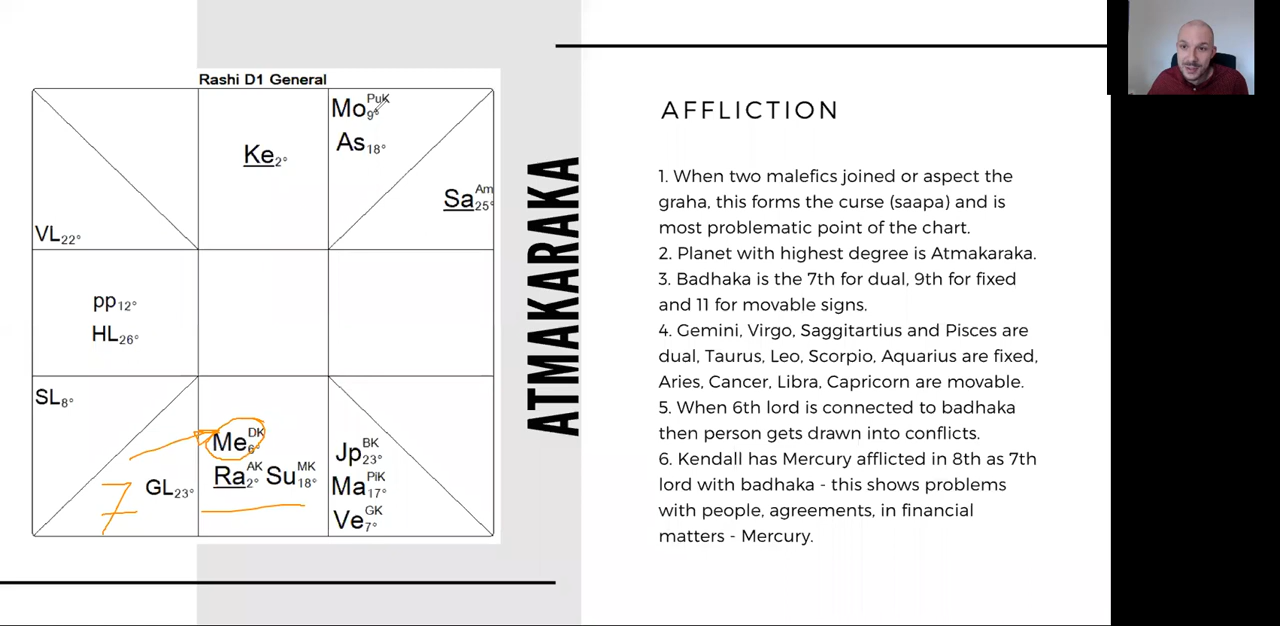 Rashi D1 General
Mo PuK 9°
As 18°
Ke 2°
Sa Am 25°
VL 22°
pp 12°
HL 26°
SL 8°
GL 23°
7
Me DK 6°
Ra AK 2° Su MK 18°
Jp BK 23°
Ma PiK 17°
Ve GK 7°
ATMAKARAKA
AFFLICTION
1. When two malefics joined or aspect the
graha, this forms the curse (saapa) and is
most problematic point of the chart.
2. Planet with highest degree is Atmakaraka.
3. Badhaka is the 7th for dual, 9th for fixed
and 11 for movable signs.
4. Gemini, Virgo, Saggitartius and Pisces are
dual, Taurus, Leo, Scorpio, Aquarius are fixed,
Aries, Cancer, Libra, Capricorn are movable.
5. When 6th lord is connected to badhaka
then person gets drawn into conflicts.
6. Kendall has Mercury afflicted in 8th as 7th
lord with badhaka - this shows problems
with people, agreements, in financial
matters - Mercury.